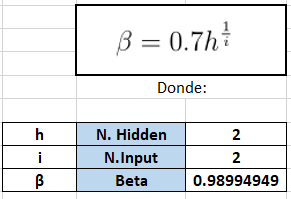 β = 0.7h^{1/i}
Donde:
h N. Hidden 2
i N.Input 2
β Beta 0.98994949